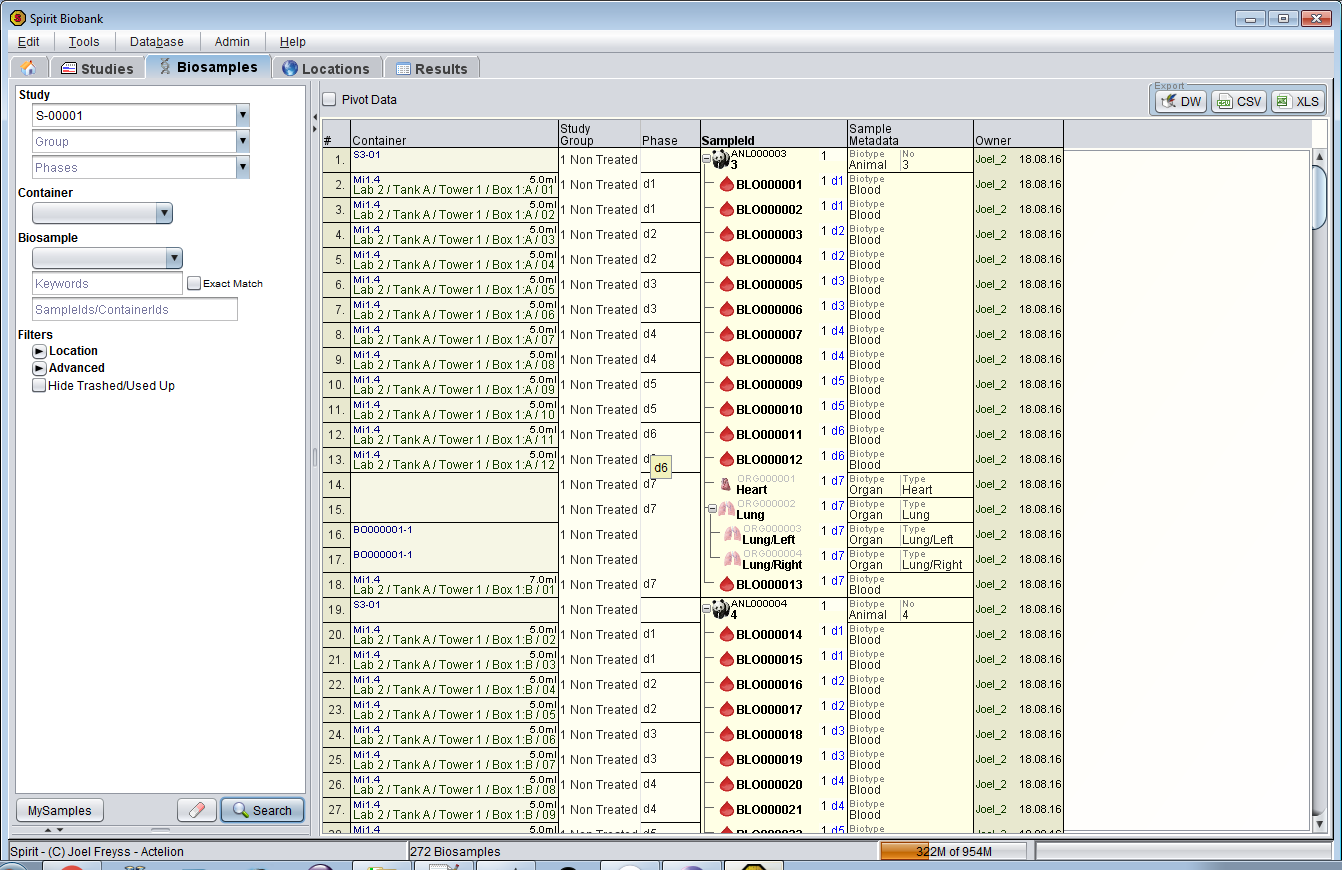 Spirit Biobank
Edit Tools Database Admin Help
Studies Biosamples Locations Results
Study
S-00001
Group
Phases
Container
Biosample
Keywords Exact Match
SampleIds/ContainerIds
Filters
Location
Advanced
Hide Trashed/Used Up
MySamples Search
Pivot Data
Export
DW CSV XLS
# Container Study Group Phase SampleId Sample Metadata Owner
1. S3-01 1 Non Treated ANL000003 3 1 Biotype Animal No 3 Joel_2 18.08.16
2. Mi1.4 5.0ml Lab 2 / Tank A / Tower 1 / Box 1:A / 01 1 Non Treated d1 BLO000001 1 d1 Biotype Blood Joel_2 18.08.16
3. Mi1.4 5.0ml Lab 2 / Tank A / Tower 1 / Box 1:A / 02 1 Non Treated d1 BLO000002 1 d1 Biotype Blood Joel_2 18.08.16
4. Mi1.4 5.0ml Lab 2 / Tank A / Tower 1 / Box 1:A / 03 1 Non Treated d2 BLO000003 1 d2 Biotype Blood Joel_2 18.08.16
5. Mi1.4 5.0ml Lab 2 / Tank A / Tower 1 / Box 1:A / 04 1 Non Treated d2 BLO000004 1 d2 Biotype Blood Joel_2 18.08.16
6. Mi1.4 5.0ml Lab 2 / Tank A / Tower 1 / Box 1:A / 05 1 Non Treated d3 BLO000005 1 d3 Biotype Blood Joel_2 18.08.16
7. Mi1.4 5.0ml Lab 2 / Tank A / Tower 1 / Box 1:A / 06 1 Non Treated d3 BLO000006 1 d3 Biotype Blood Joel_2 18.08.16
8. Mi1.4 5.0ml Lab 2 / Tank A / Tower 1 / Box 1:A / 07 1 Non Treated d4 BLO000007 1 d4 Biotype Blood Joel_2 18.08.16
9. Mi1.4 5.0ml Lab 2 / Tank A / Tower 1 / Box 1:A / 08 1 Non Treated d4 BLO000008 1 d4 Biotype Blood Joel_2 18.08.16
10. Mi1.4 5.0ml Lab 2 / Tank A / Tower 1 / Box 1:A / 09 1 Non Treated d5 BLO000009 1 d5 Biotype Blood Joel_2 18.08.16
11. Mi1.4 5.0ml Lab 2 / Tank A / Tower 1 / Box 1:A / 10 1 Non Treated d5 BLO000010 1 d5 Biotype Blood Joel_2 18.08.16
12. Mi1.4 5.0ml Lab 2 / Tank A / Tower 1 / Box 1:A / 11 1 Non Treated d6 BLO000011 1 d6 Biotype Blood Joel_2 18.08.16
13. Mi1.4 5.0ml Lab 2 / Tank A / Tower 1 / Box 1:A / 12 1 Non Treated d6 BLO000012 1 d6 Biotype Blood Joel_2 18.08.16
14. 1 Non Treated d7 ORG000001 Heart 1 d7 Biotype Organ Type Heart Joel_2 18.08.16
15. 1 Non Treated d7 ORG000002 Lung 1 d7 Biotype Organ Type Lung Joel_2 18.08.16
16. BO000001-1 1 Non Treated ORG000003 Lung/Left 1 d7 Biotype Organ Type Lung/Left Joel_2 18.08.16
17. BO000001-1 1 Non Treated ORG000004 Lung/Right 1 d7 Biotype Organ Type Lung/Right Joel_2 18.08.16
18. Mi1.4 7.0ml Lab 2 / Tank A / Tower 1 / Box 1:B / 01 1 Non Treated d7 BLO000013 1 d7 Biotype Blood Joel_2 18.08.16
19. S3-01 1 Non Treated ANL000004 4 1 Biotype Animal No 4 Joel_2 18.08.16
20. Mi1.4 5.0ml Lab 2 / Tank A / Tower 1 / Box 1:B / 02 1 Non Treated d1 BLO000014 1 d1 Biotype Blood Joel_2 18.08.16
21. Mi1.4 5.0ml Lab 2 / Tank A / Tower 1 / Box 1:B / 03 1 Non Treated d1 BLO000015 1 d1 Biotype Blood Joel_2 18.08.16
22. Mi1.4 5.0ml Lab 2 / Tank A / Tower 1 / Box 1:B / 04 1 Non Treated d2 BLO000016 1 d2 Biotype Blood Joel_2 18.08.16
23. Mi1.4 5.0ml Lab 2 / Tank A / Tower 1 / Box 1:B / 05 1 Non Treated d2 BLO000017 1 d2 Biotype Blood Joel_2 18.08.16
24. Mi1.4 5.0ml Lab 2 / Tank A / Tower 1 / Box 1:B / 06 1 Non Treated d3 BLO000018 1 d3 Biotype Blood Joel_2 18.08.16
25. Mi1.4 5.0ml Lab 2 / Tank A / Tower 1 / Box 1:B / 07 1 Non Treated d3 BLO000019 1 d3 Biotype Blood Joel_2 18.08.16
26. Mi1.4 5.0ml Lab 2 / Tank A / Tower 1 / Box 1:B / 08 1 Non Treated d4 BLO000020 1 d4 Biotype Blood Joel_2 18.08.16
27. Mi1.4 5.0ml Lab 2 / Tank A / Tower 1 / Box 1:B / 09 1 Non Treated d4 BLO000021 1 d4 Biotype Blood Joel_2 18.08.16
Mi1.4 5.0ml 1 d5 Biotype
Spirit - (C) Joel Freyss - Actelion 272 Biosamples 322M of 954M